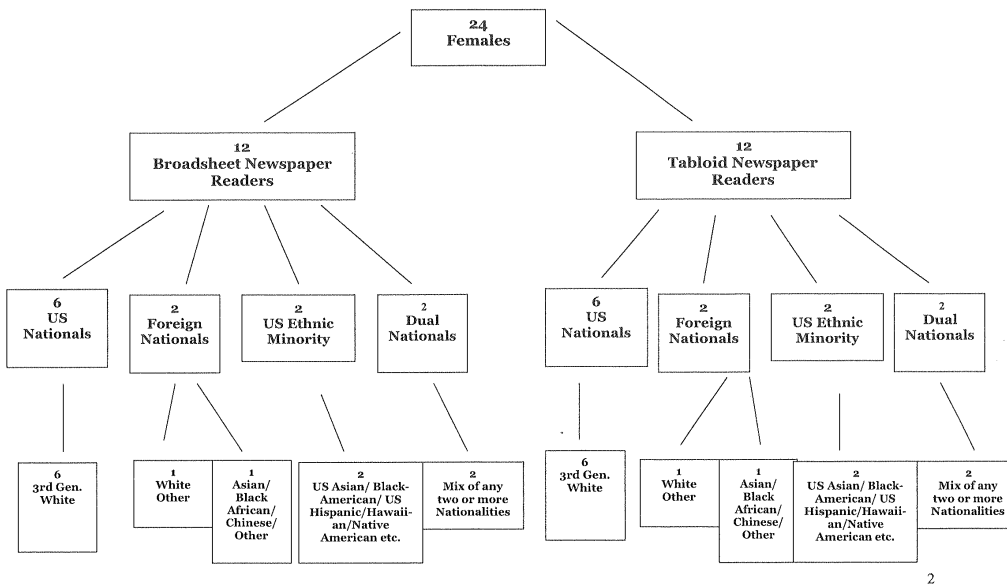 24
Females
12
Broadsheet Newspaper
Readers
12
Tabloid Newspaper
Readers
6
US
Nationals
2
Foreign
Nationals
2
US Ethnic
Minority
2
Dual
Nationals
6
US
Nationals
2
Foreign
Nationals
2
US Ethnic
Minority
2
Dual
Nationals
6
3rd Gen.
White
1
White
Other
1
Asian/
Black
African/
Chinese/
Other
2
US Asian/ Black-
American/ US
Hispanic/Hawaii-
an/Native
American etc.
2
Mix of any
two or more
Nationalities
6
3rd Gen.
White
1
White
Other
1
Asian/
Black
African/
Chinese/
Other
2
US Asian/ Black-
American/ US
Hispanic/Hawaii-
an/Native
American etc.
2
Mix of any
two or more
Nationalities
2